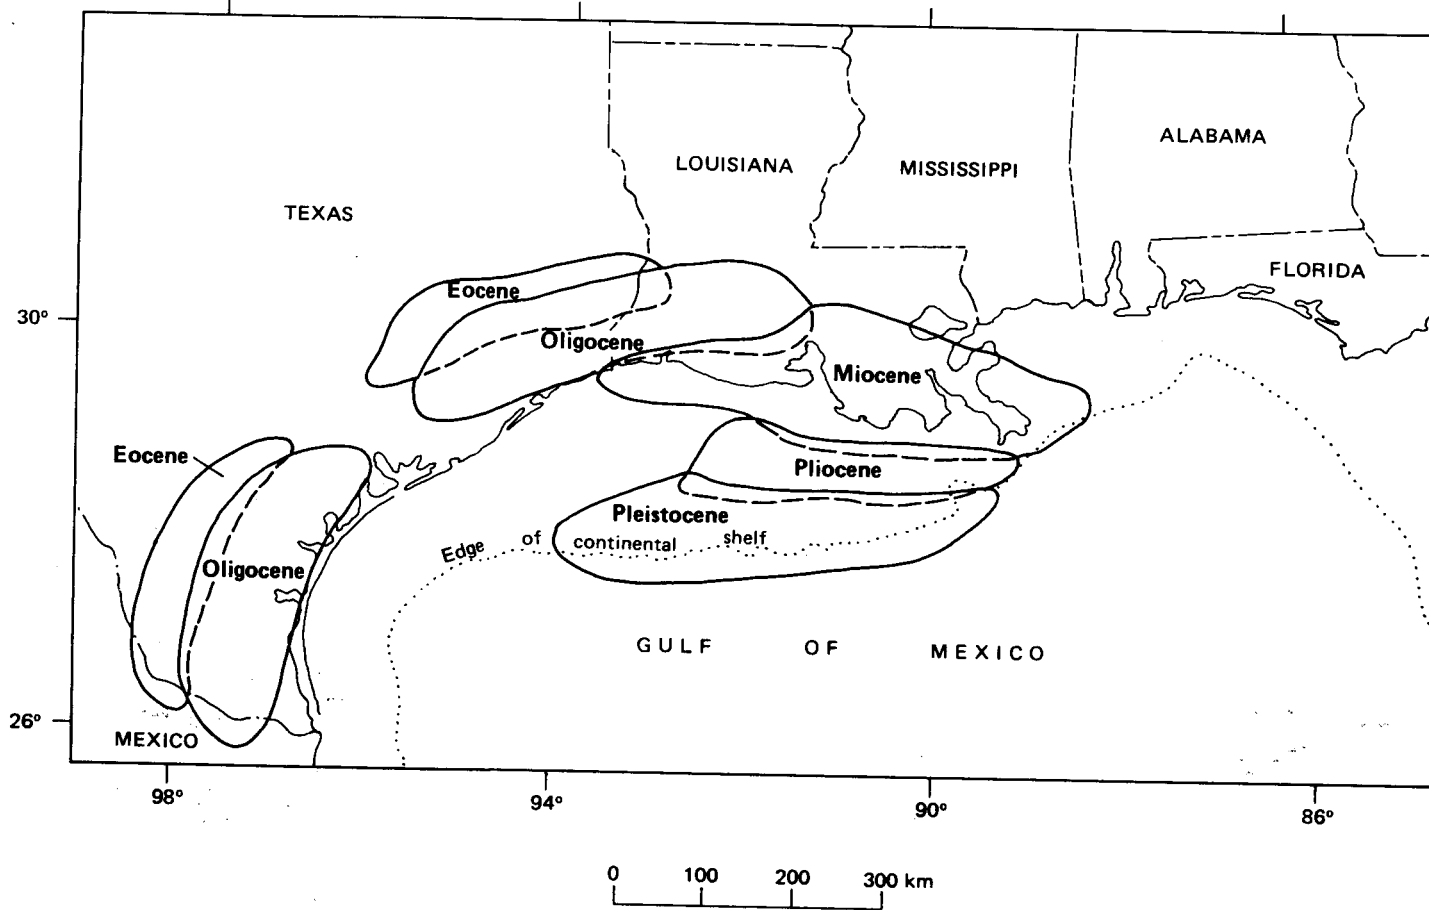 ALABAMA
LOUISIANA
MISSISSIPPI
TEXAS
FLORIDA
Eocene
30°
Oligocene
Miocene
Eocene
Pliocene
Pleistocene
Edge of continental shelf
Oligocene
GULF OF MEXICO
26°
MEXICO
98°
94°
90°
86°
0 100 200 300 km